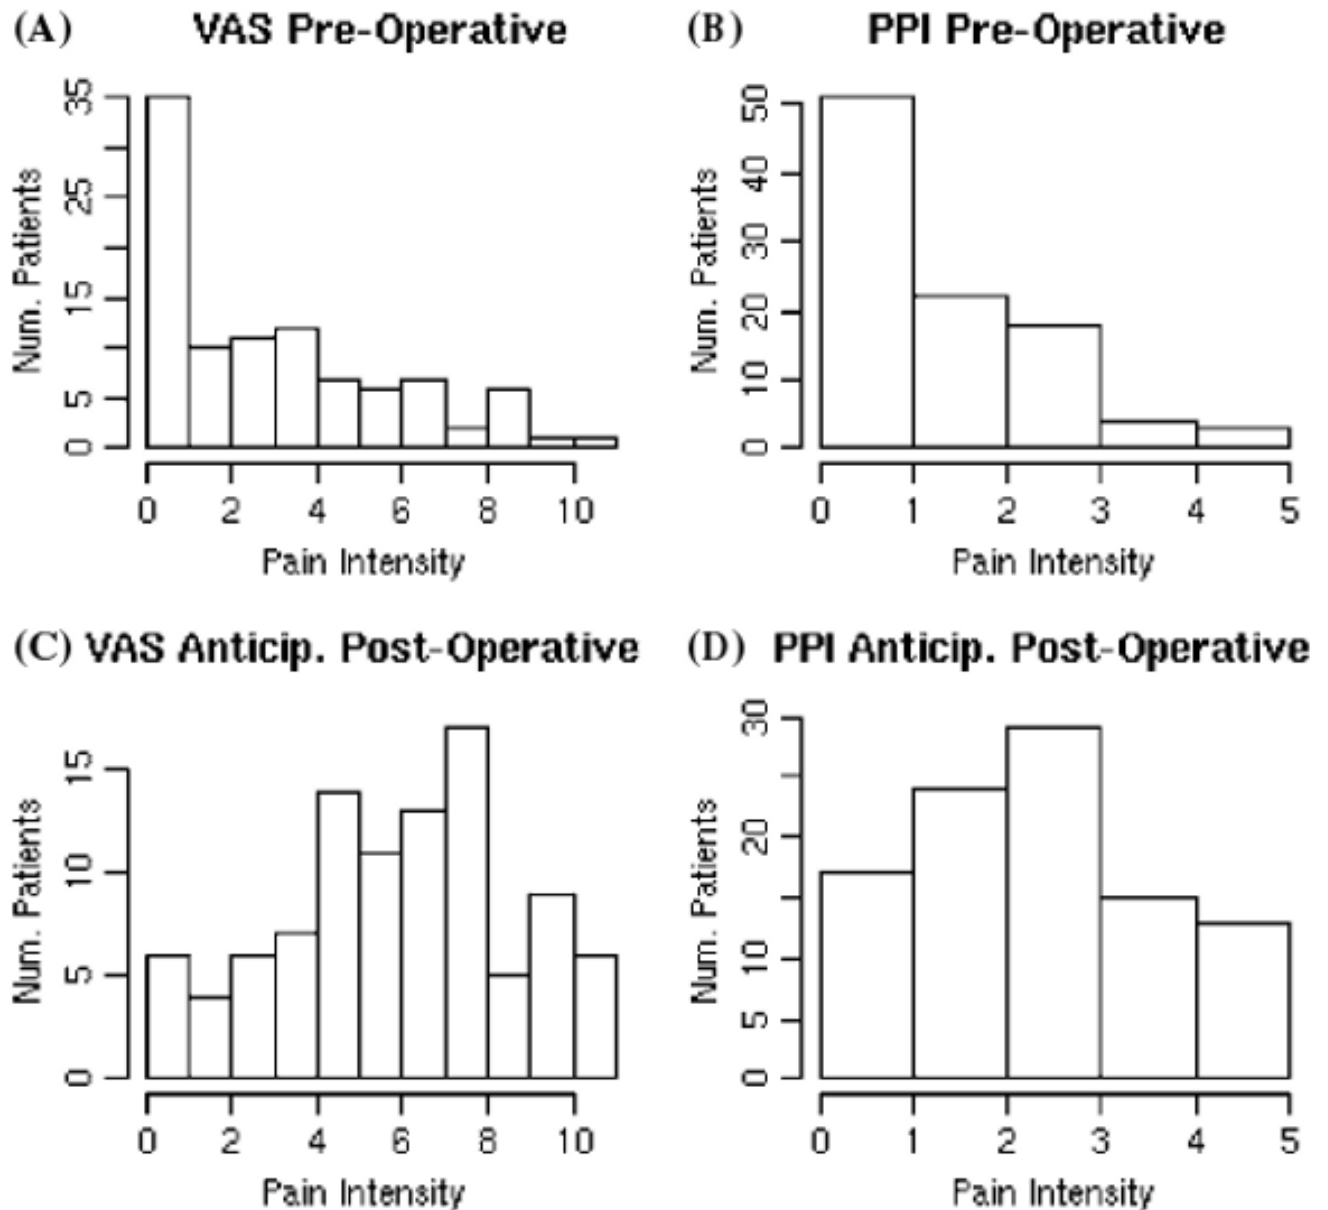 (A) VAS Pre-Operative
35
25
15
5
0
Num. Patients
0 2 4 6 8 10
Pain Intensity
(B) PPI Pre-Operative
50
40
30
20
10
0
Num. Patients
0 1 2 3 4 5
Pain Intensity
(C) VAS Anticip. Post-Operative
15
10
5
0
Num. Patients
0 2 4 6 8 10
Pain Intensity
(D) PPI Anticip. Post-Operative
30
20
10
5
0
Num. Patients
0 1 2 3 4 5
Pain Intensity